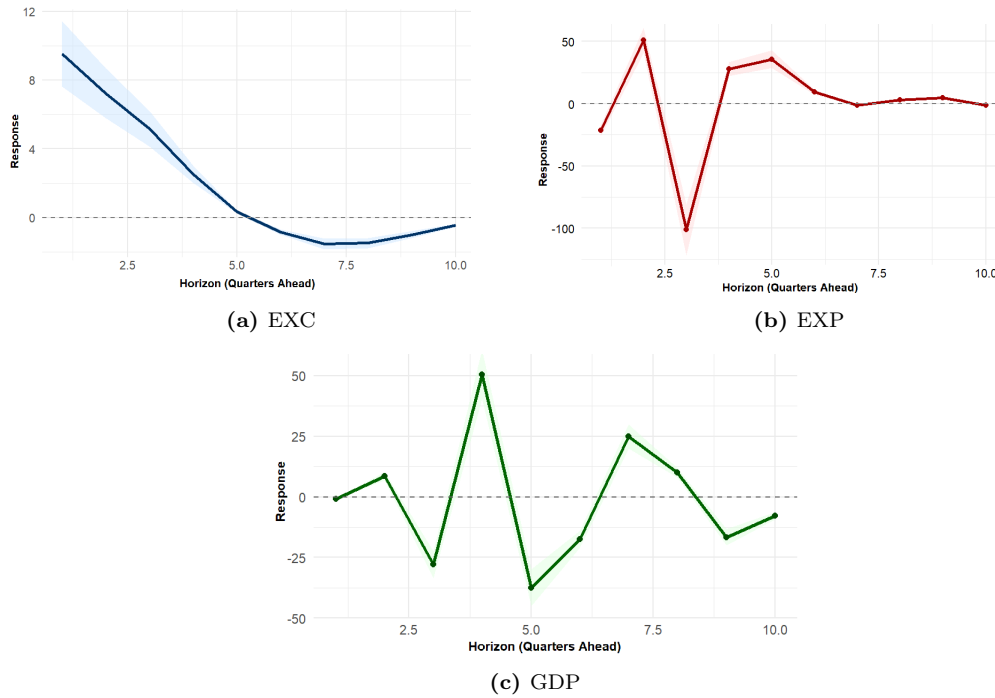 12
8
4
0
Response
2.5 5.0 7.5 10.0
Horizon (Quarters Ahead)
(a) EXC
50
0
-50
-100
Response
2.5 5.0 7.5 10.0
Horizon (Quarters Ahead)
(b) EXP
50
25
0
-25
-50
Response
2.5 5.0 7.5 10.0
Horizon (Quarters Ahead)
(c) GDP